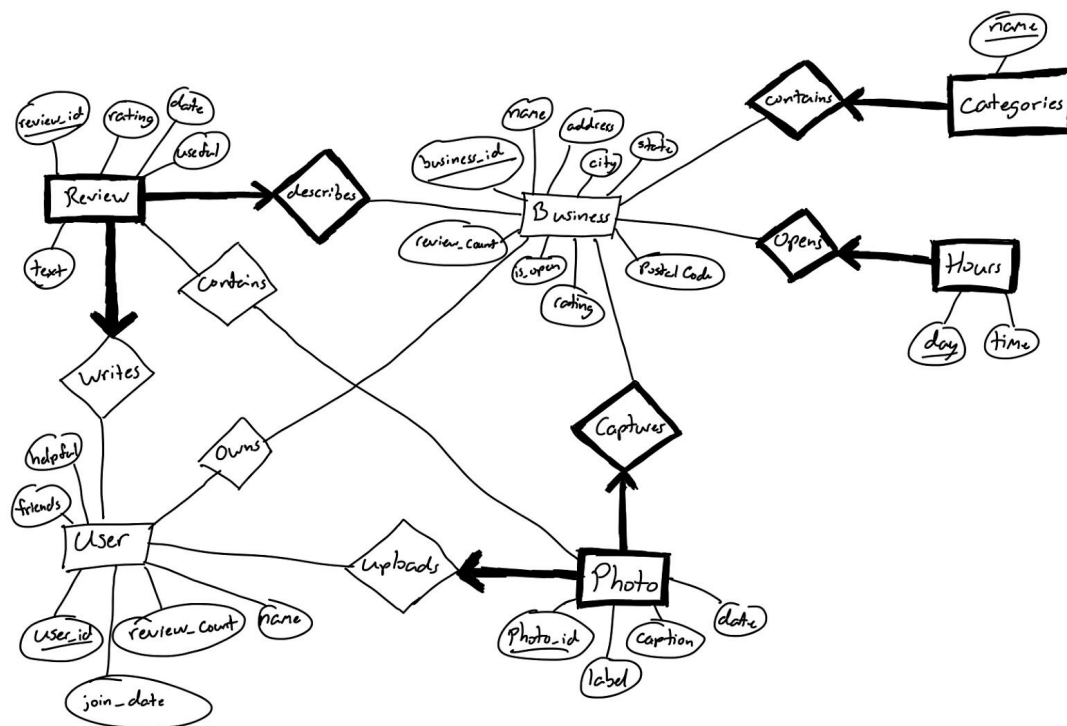 name
contains
Categories
review_id
rating
date
useful
Review
text
describes
name
address
business_id
city
state
Business
review_count
is_open
rating
Postal Code
Opens
Hours
day
time
Contains
Writes
Owns
Captures
helpful
friends
User
User_id
join_date
review_count
name
uploads
Photo
Photo_id
label
caption
date